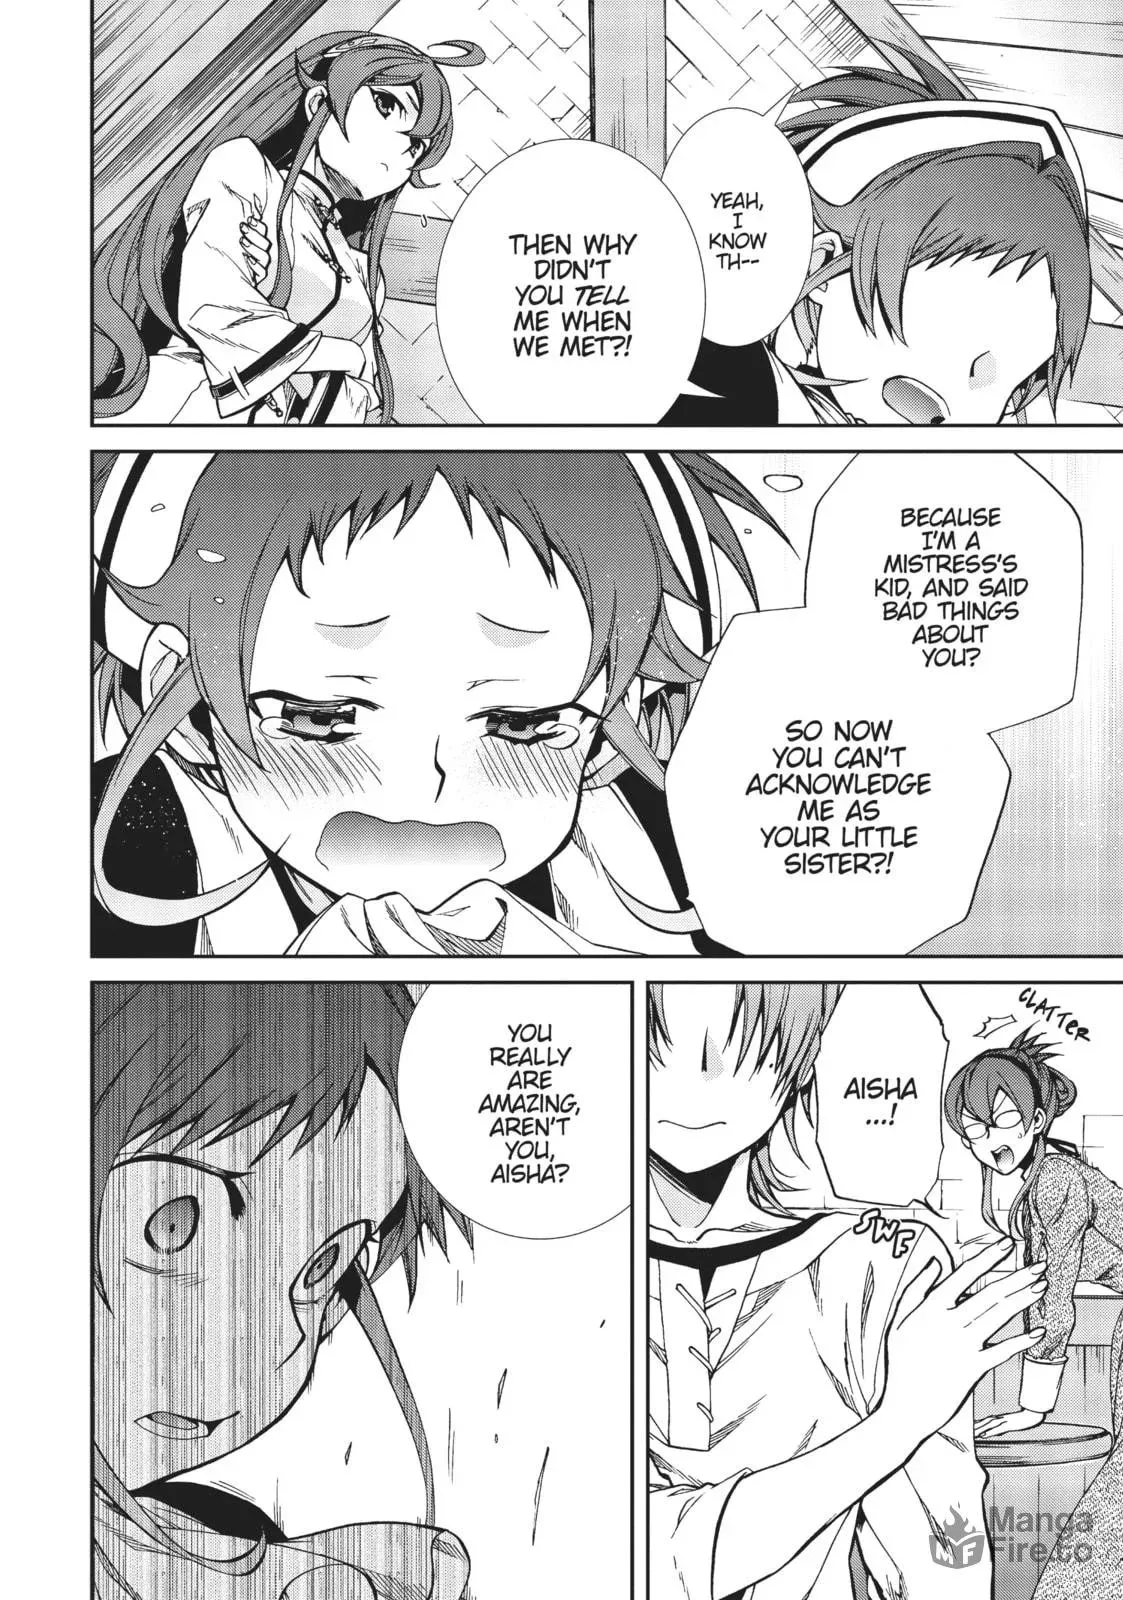 YEAH,
I
KNOW
TH--
THEN WHY
DIDN'T
YOU TELL
ME WHEN
WE MET?!
BECAUSE
I'M A
MISTRESS'S
KID, AND SAID
BAD THINGS
ABOUT
YOU?
SO NOW
YOU CAN'T
ACKNOWLEDGE
ME AS
YOUR LITTLE
SISTER?!
CLATTER
AISHA
...!
SWF
YOU
REALLY
ARE
AMAZING,
AREN'T
YOU,
AISHA?
MF
Manga
Fire.to